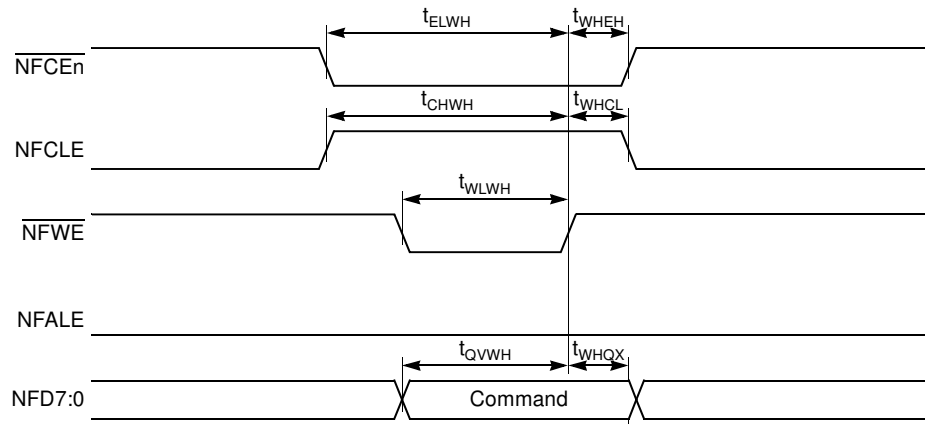 tELWH tWHEH
NFCEn
tCHWH tWHCL
NFCLE
tWLWH
NFWE
NFALE
tQVWH tWHQX
NFD7:0 Command